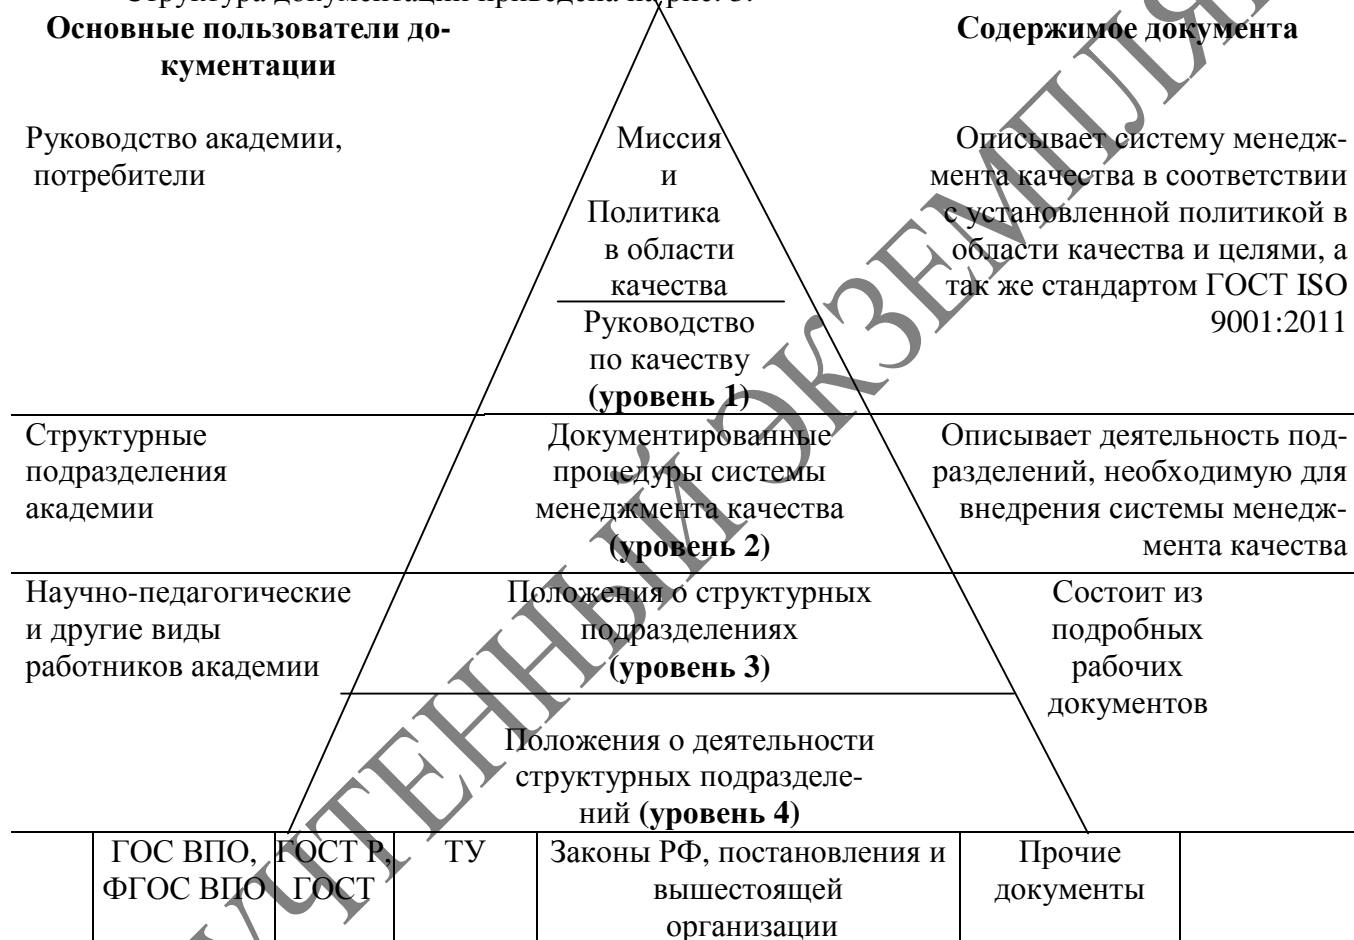 Структура документации приведена на рис. 3.
Основные пользователи до-
кументации
Содержимое документа
Руководство академии,
потребители
Миссия
и
Политика
в области
качества
Руководство
по качеству
(уровень 1)
Описывает систему менедж-
мента качества в соответствии
с установленной политикой в
области качества и целями, а
так же стандартом ГОСТ ISO
9001:2011
Структурные
подразделения
академии
Документированные
процедуры системы
менеджмента качества
(уровень 2)
Описывает деятельность под-
разделений, необходимую для
внедрения системы менедж-
мента качества
Научно-педагогические
и другие виды
работников академии
Положения о структурных
подразделениях
(уровень 3)
Состоит из
подробных
рабочих
документов
Положения о деятельности
структурных подразделе-
ний (уровень 4)
ГОС ВПО,
ФГОС ВПО
ГОСТ Р,
ГОСТ
ТУ
Законы РФ, постановления и
вышестоящей
организации
Прочие
документы
УЧТЕННЫЙ ЭКЗЕМПЛЯР